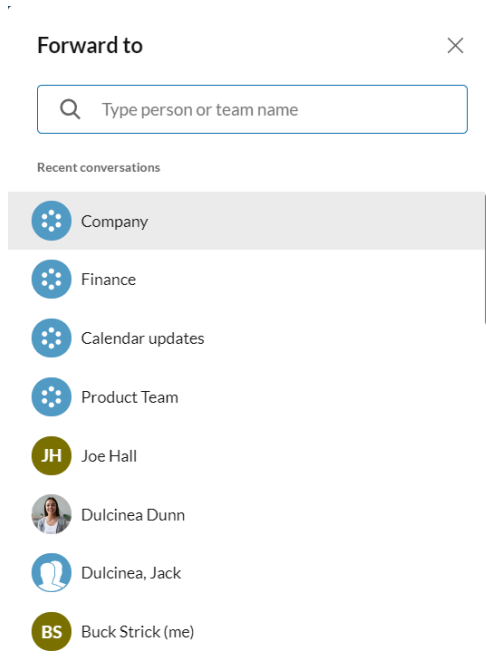 Forward to
Type person or team name
Recent conversations
Company
Finance
Calendar updates
Product Team
JH Joe Hall
Dulcinea Dunn
Dulcinea, Jack
BS Buck Strick (me)